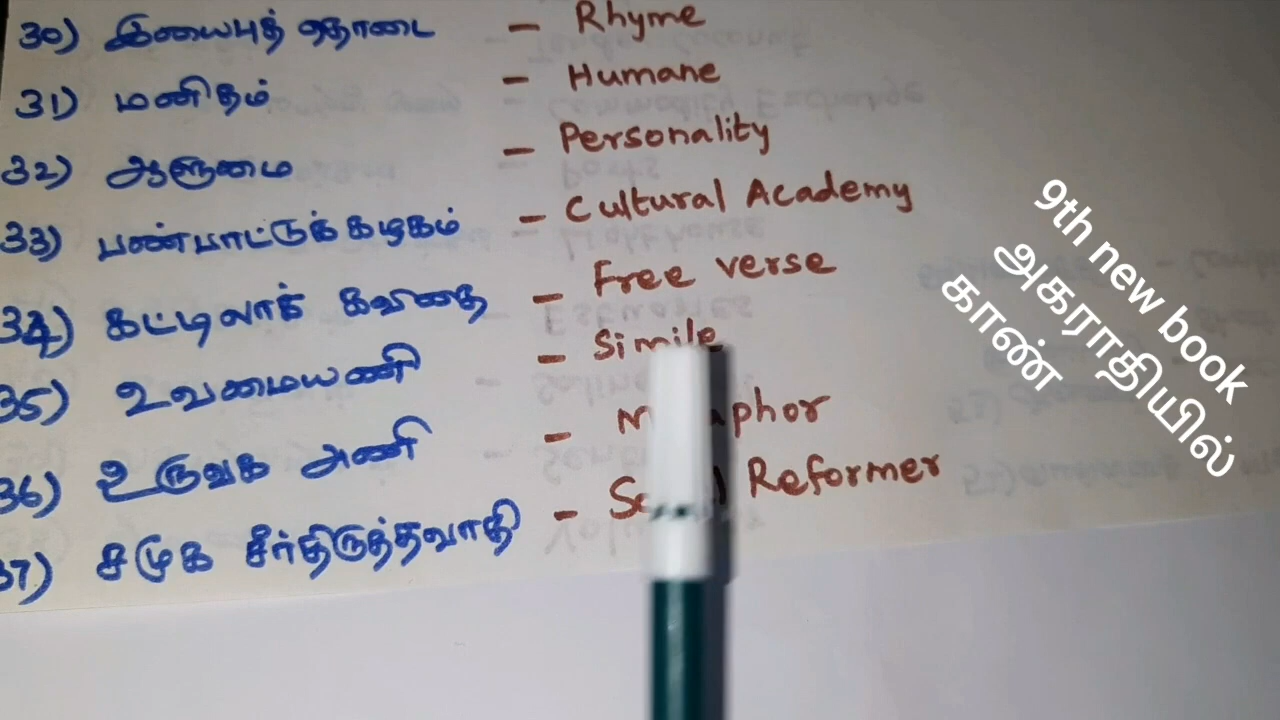 30) இயைபுத் தொடை - Rhyme
31) மனிதம் - Humane
32) ஆளுமை - Personality
33) பண்பாட்டுக் கழகம் - Cultural Academy
34) கட்டிலாக் கவிதை - Free verse
35) உவமையணி - Simile
36) உருவக அணி - phor
37) சமுக சீர்திருத்தவாதி - Reformer
9th new book
அகராதியில்
காண்